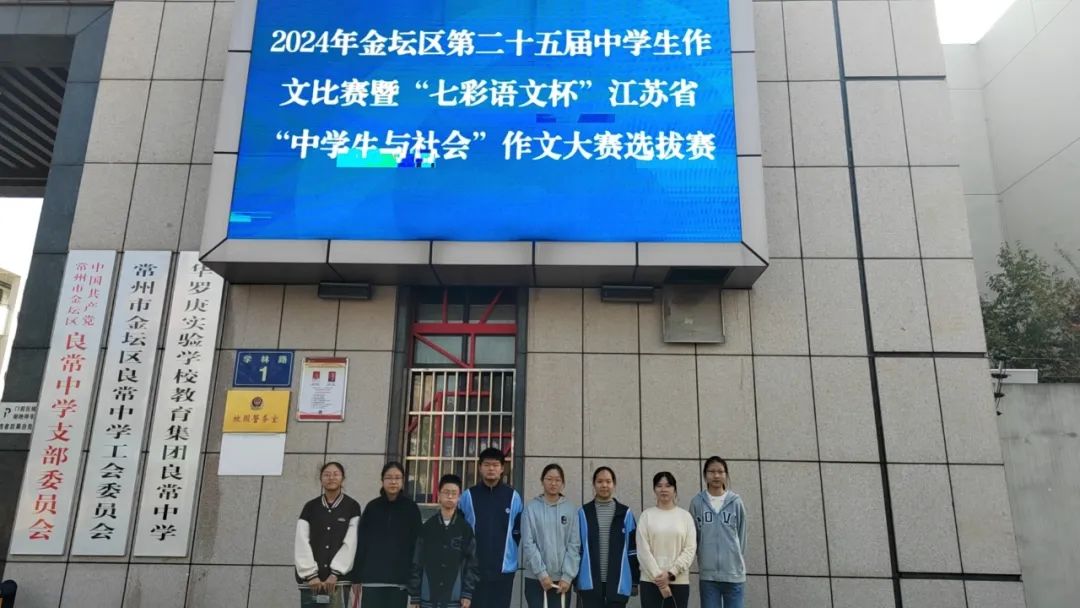 2024年金坛区第二十五届中学生作
文比赛暨“七彩语文杯”江苏省
“中学生与社会”作文大赛选拔赛
中国共产党
常州市金坛区
良常中学支部委员会
常州市金坛区良常中学工会委员会
华罗庚实验学校教育集团良常中学
学林路
1
校园警务室